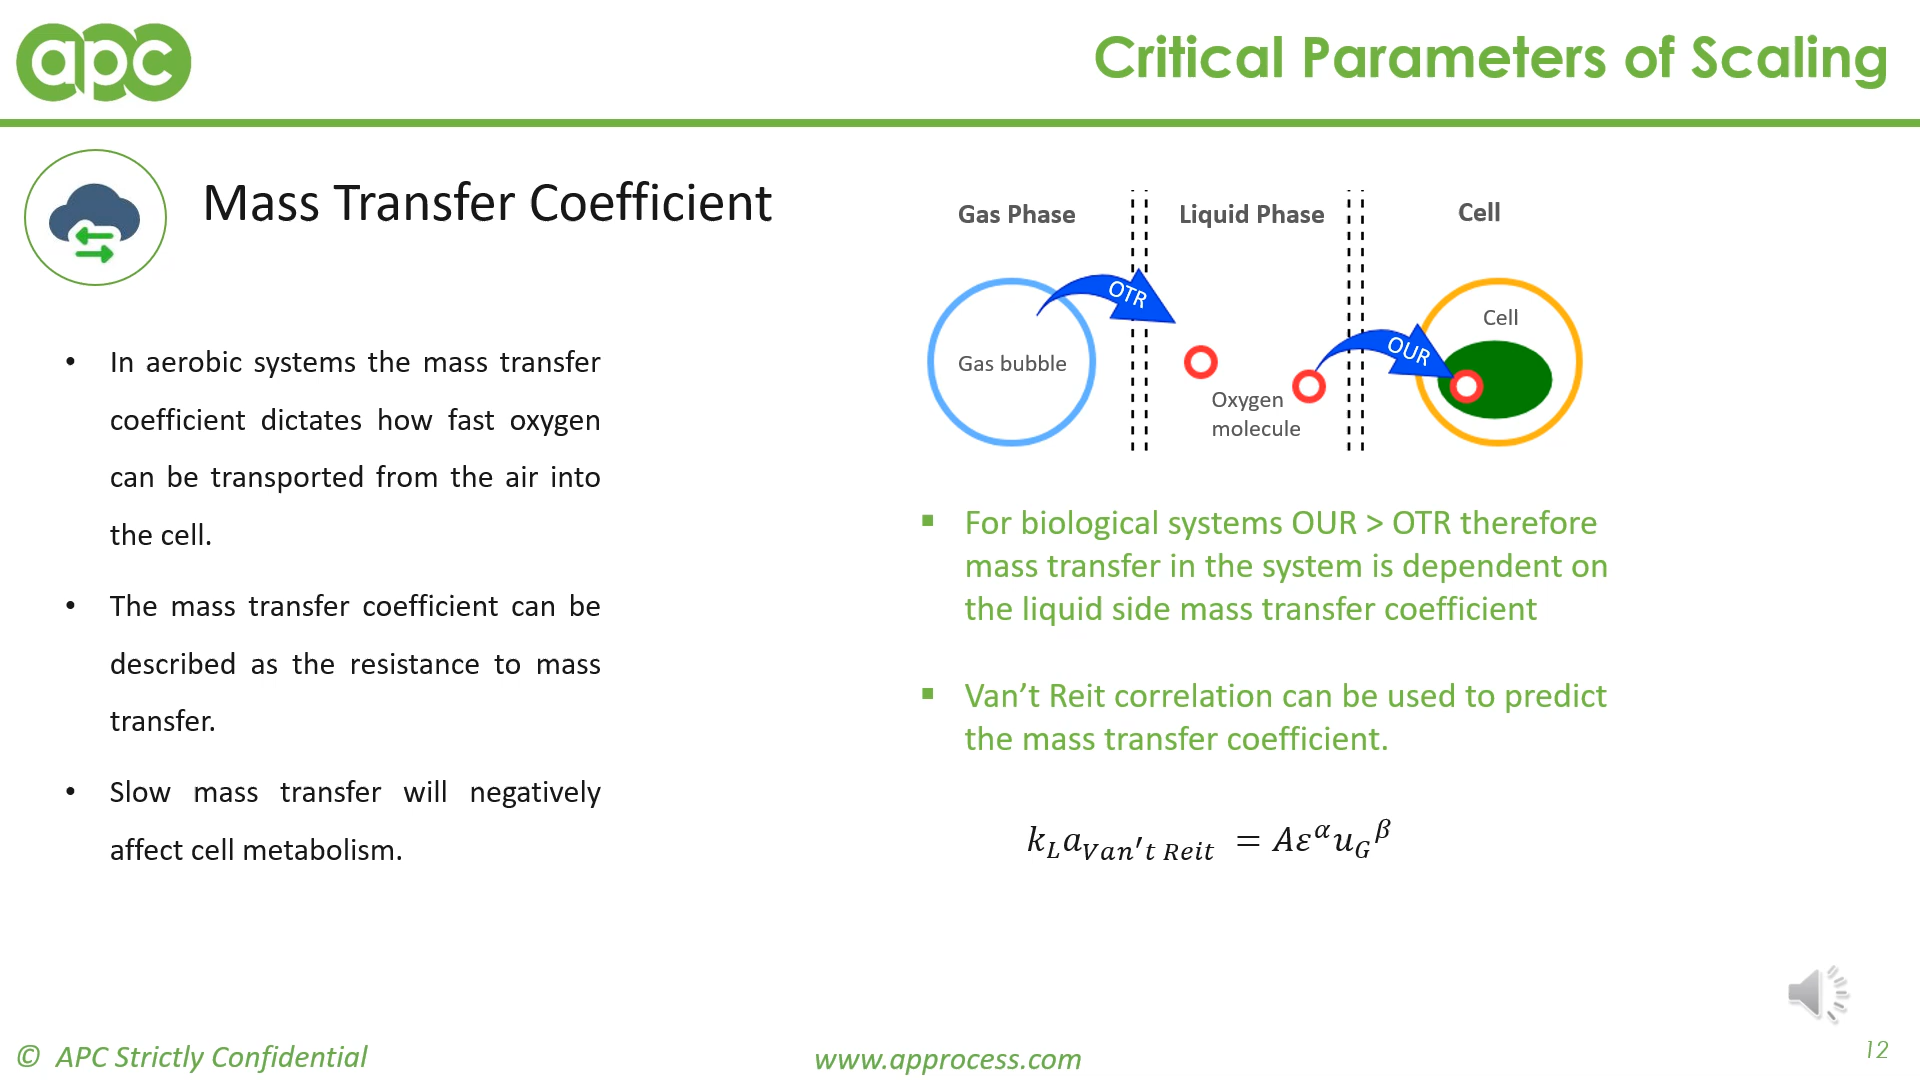 apc
Critical Parameters of Scaling
Mass Transfer Coefficient
• In aerobic systems the mass transfer
coefficient dictates how fast oxygen
can be transported from the air into
the cell.
• The mass transfer coefficient can be
described as the resistance to mass
transfer.
• Slow mass transfer will negatively
affect cell metabolism.
Gas Phase
Liquid Phase
Cell
OTR
Gas bubble
Oxygen
molecule
OUR
Cell
▪ For biological systems OUR > OTR therefore
mass transfer in the system is dependent on
the liquid side mass transfer coefficient
▪ Van’t Reit correlation can be used to predict
the mass transfer coefficient.
k_L a_{Van't Reit} = Aε^α u_G^β
© APC Strictly Confidential
www.approcess.com
12